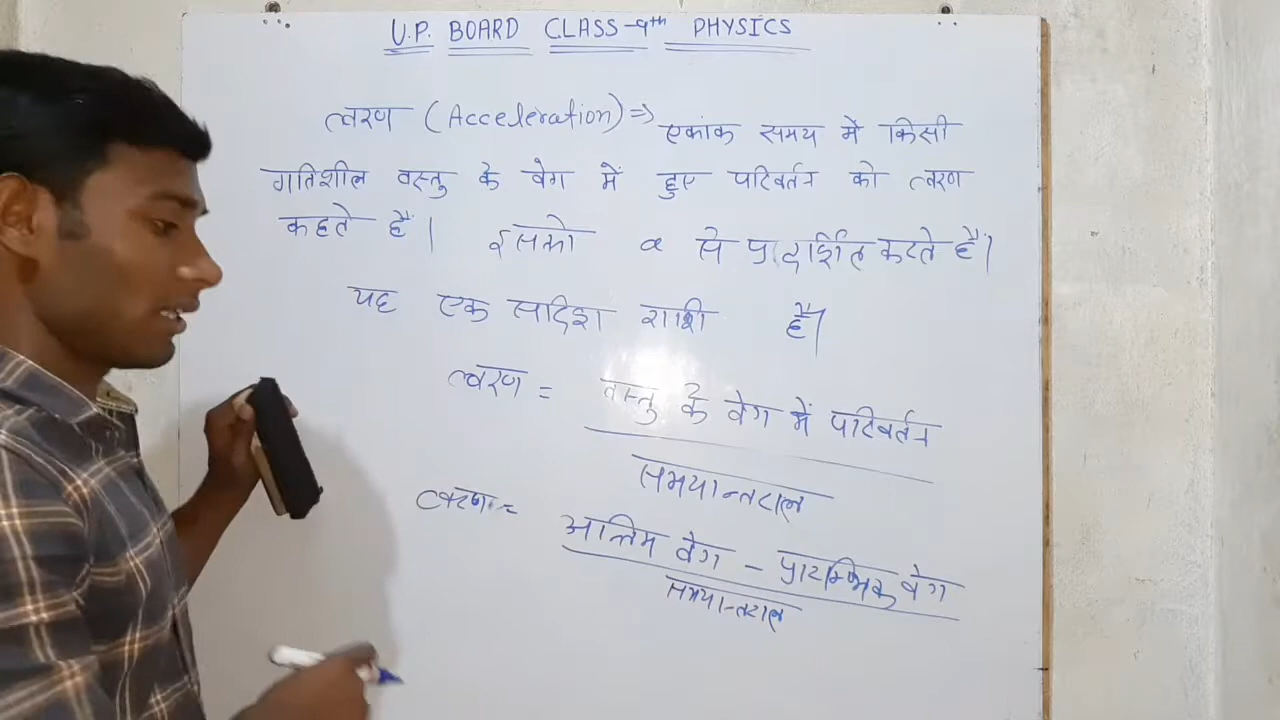 U.P. BOARD CLASS-9th PHYSICS
त्वरण (Acceleration) ⇒ एकांक समय में किसी
गतिशील वस्तु के वेग में हुए परिवर्तन को त्वरण
कहते हैं। इसको a से प्रदर्शित करते हैं।
यह एक सदिश राशि है।
त्वरण = वस्तु के वेग में परिवर्तन
समयान्तराल
त्वरण = अन्तिम वेग - प्रारम्भिक वेग
समयान्तराल